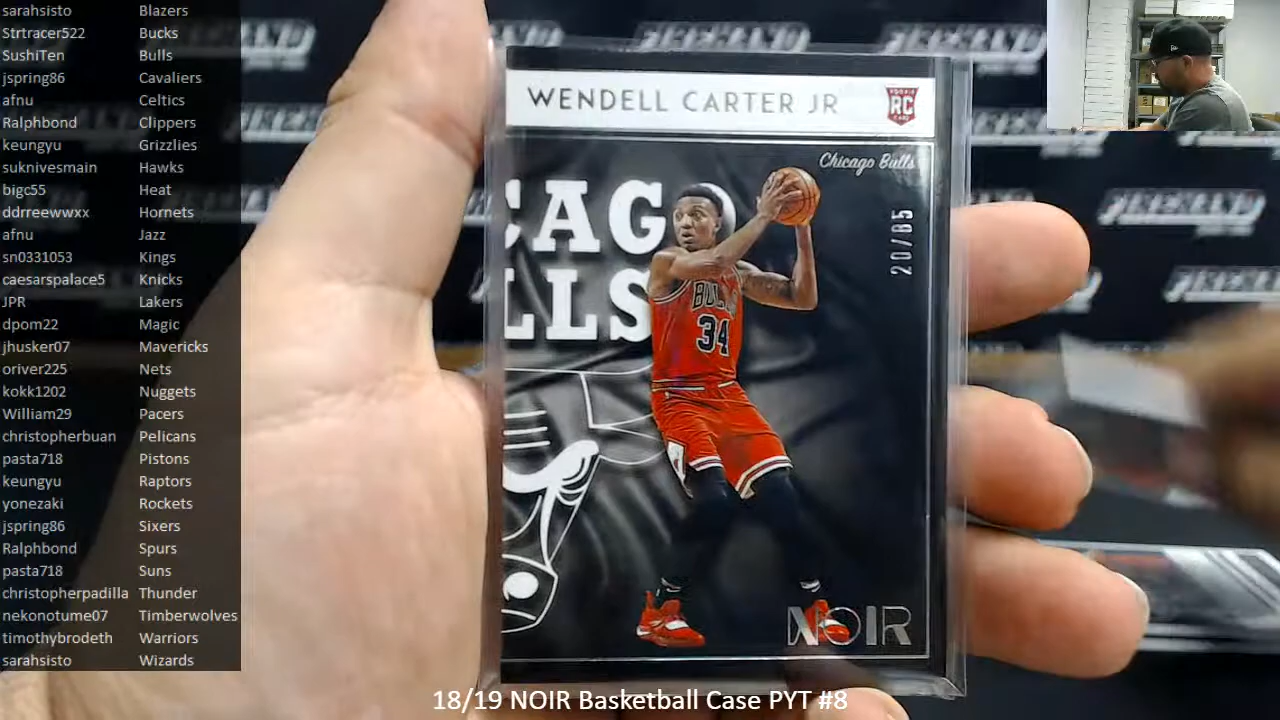 sarahsisto Blazers
Strtracer522 Bucks
SushiTen Bulls
jspring86 Cavaliers
afnu Celtics
Ralphbond Clippers
keungyu Grizzlies
suknivesmain Hawks
bigc55 Heat
ddrreewwxx Hornets
afnu Jazz
sn0331053 Kings
caesarspalace5 Knicks
JPR Lakers
dpom22 Magic
jhusker07 Mavericks
oriver225 Nets
kokk1202 Nuggets
William29 Pacers
christopherbuan Pelicans
pasta718 Pistons
keungyu Raptors
yonezaki Rockets
jspring86 Sixers
Ralphbond Spurs
pasta718 Suns
christopherpadilla Thunder
nekonotume07 Timberwolves
timothybrodeth Warriors
sarahsisto Wizards
WENDELL CARTER JR
RC
Chicago Bulls
20/85
CAGO
LLS
BULLS
34
NOIR
18/19 NOIR Basketball Case PYT #8